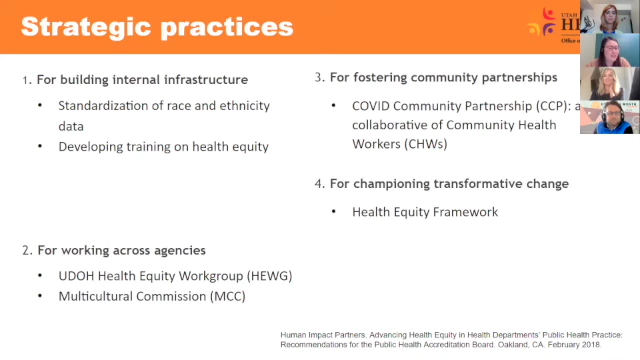 Strategic practices
UTAH
HE
Office o
1. For building internal infrastructure
• Standardization of race and ethnicity
data
• Developing training on health equity
2. For working across agencies
• UDOH Health Equity Workgroup (HEWG)
• Multicultural Commission (MCC)
3. For fostering community partnerships
• COVID Community Partnership (CCP): a
collaborative of Community Health
Workers (CHWs)
4. For championing transformative change
• Health Equity Framework
Human Impact Partners. Advancing Health Equity in Health Departments' Public Health Practice:
Recommendations for the Public Health Accreditation Board. Oakland, CA. February 2018.